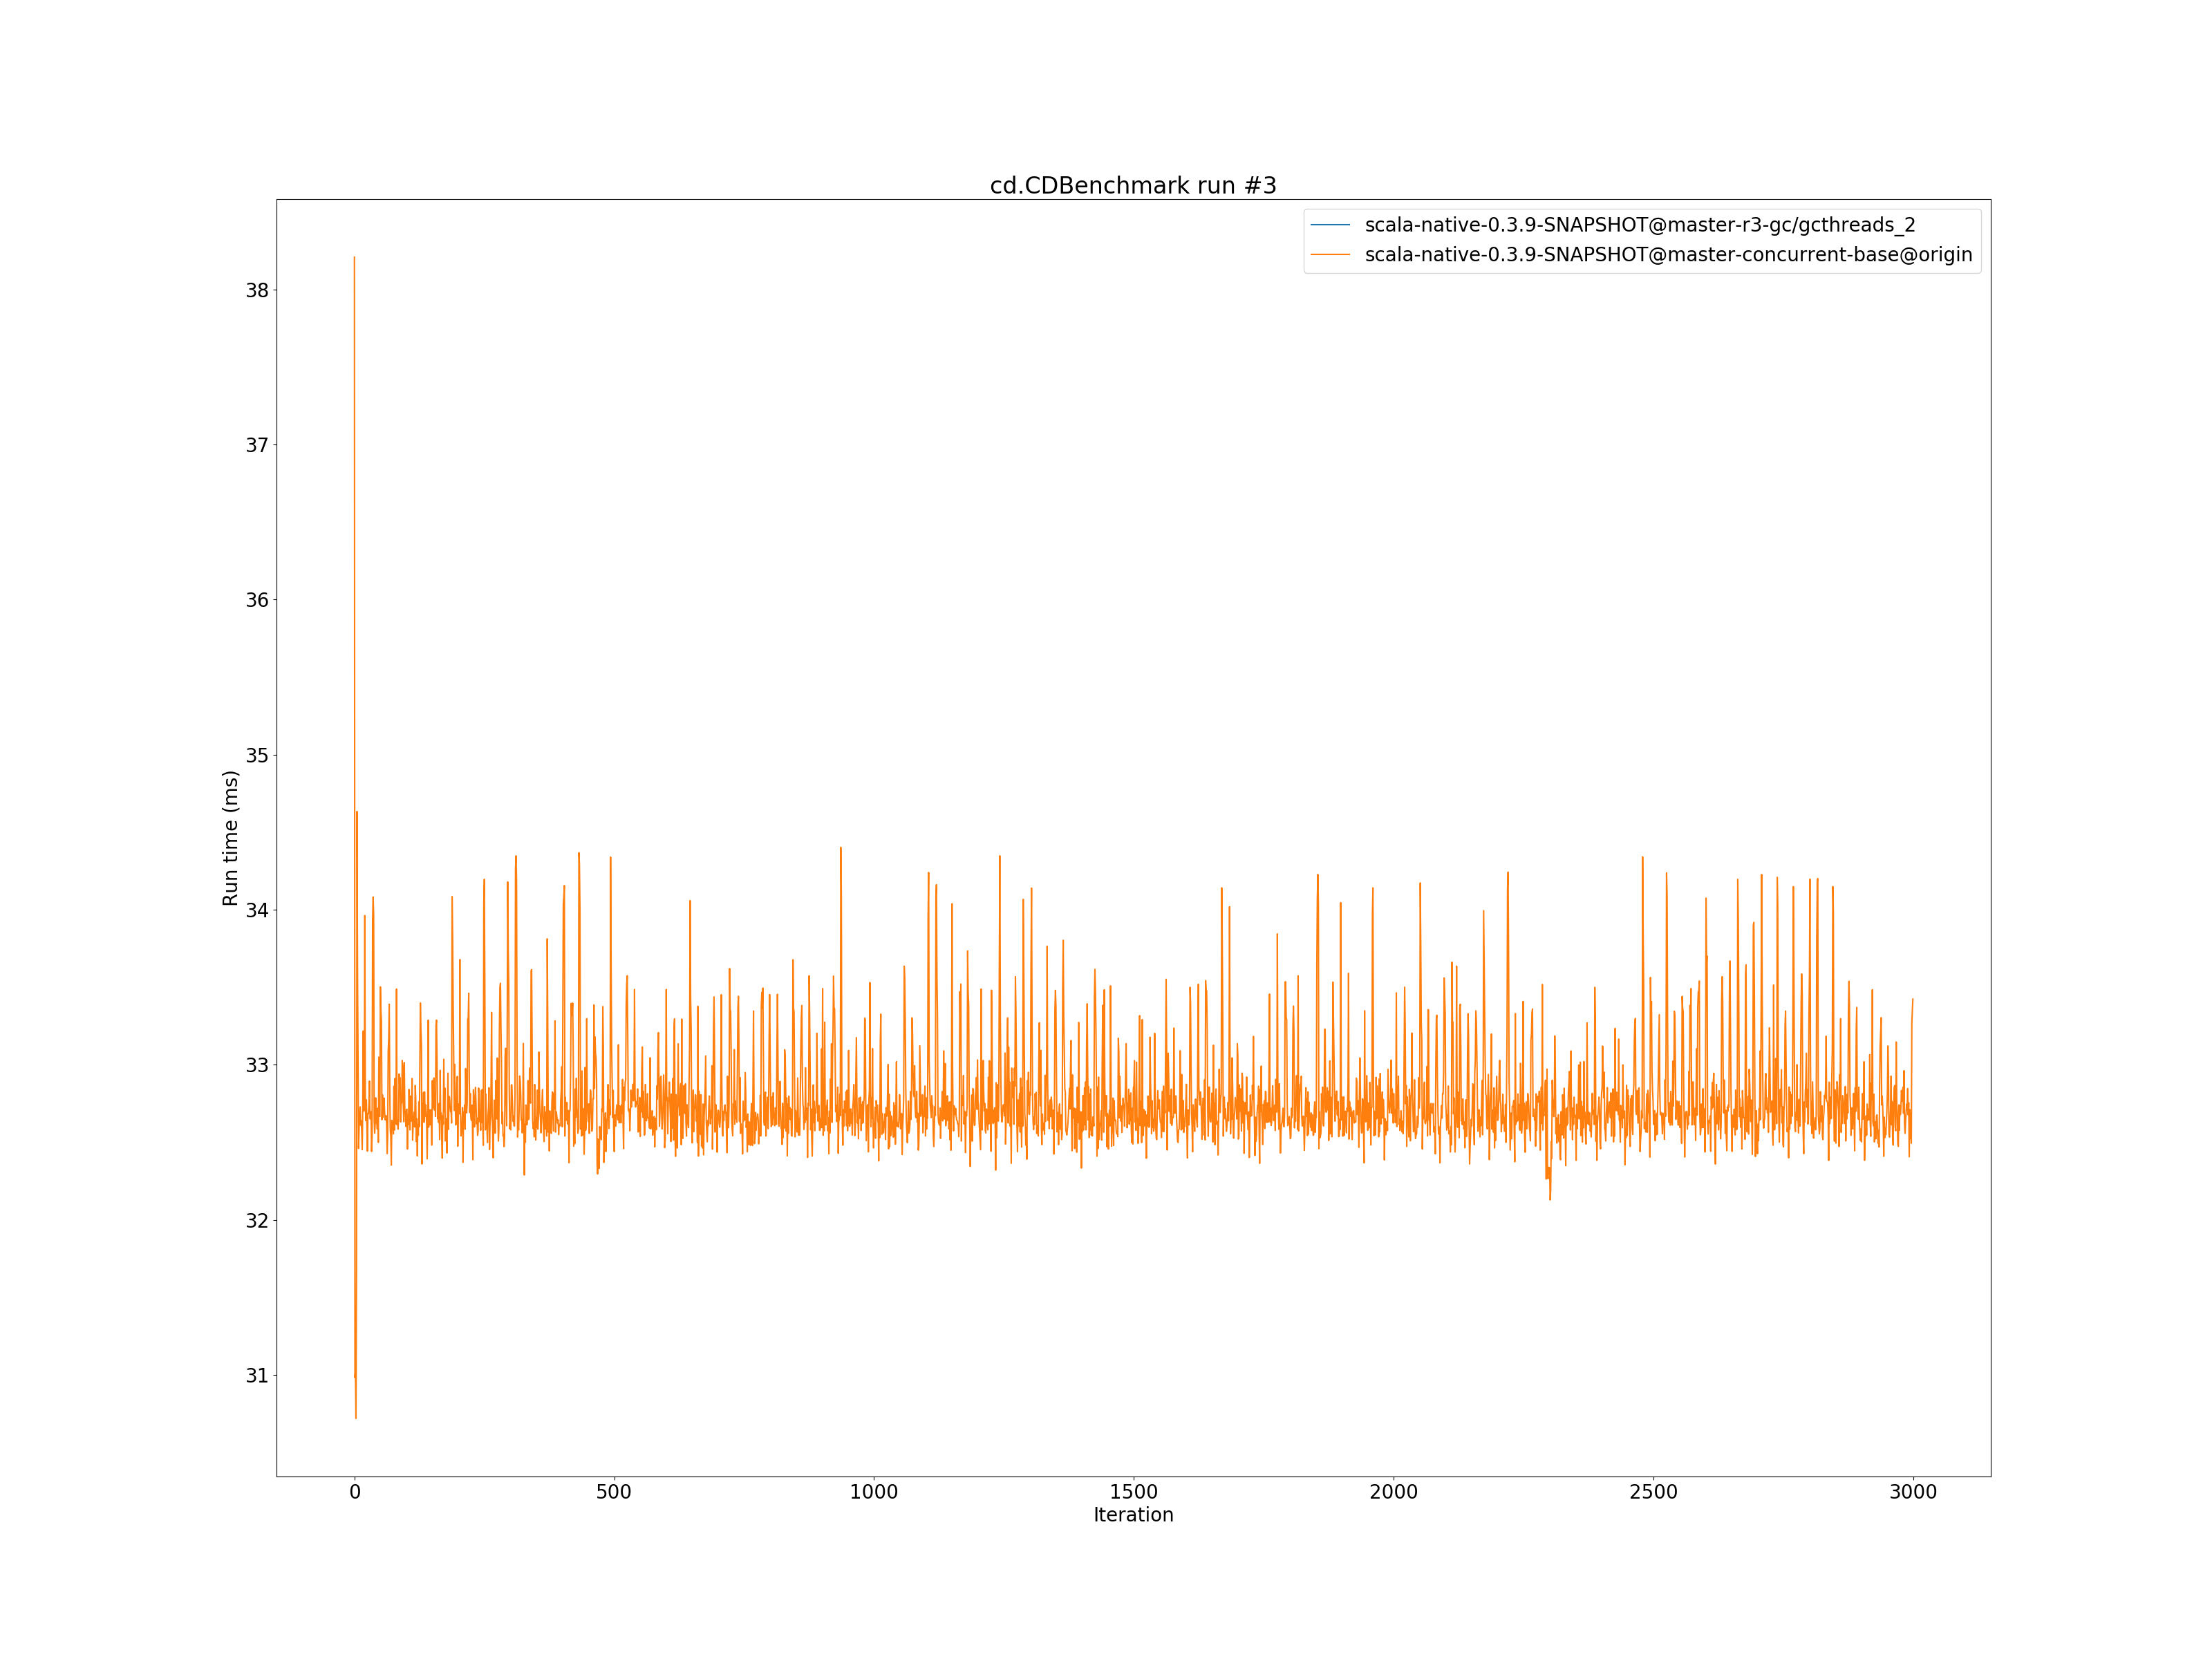 cd.CDBenchmark run #3
scala-native-0.3.9-SNAPSHOT@master-r3-gc/gcthreads_2
scala-native-0.3.9-SNAPSHOT@master-concurrent-base@origin
38
37
36
35
34
33
32
31
Run time (ms)
0 500 1000 1500 2000 2500 3000
Iteration